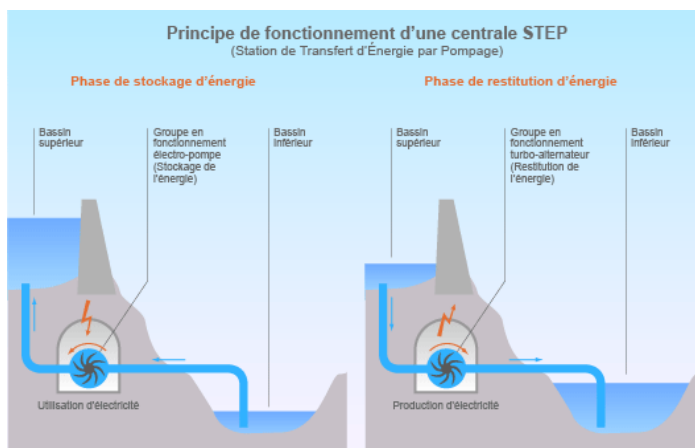 Principe de fonctionnement d'une centrale STEP
(Station de Transfert d'Énergie par Pompage)
Phase de stockage d'énergie
Bassin
supérieur
Groupe en
fonctionnement
électro-pompe
(Stockage de
l'énergie)
Bassin
inférieur
Utilisation d'électricité
Phase de restitution d'énergie
Bassin
supérieur
Groupe en
fonctionnement
turbo-alternateur
(Restitution de
l'énergie)
Bassin
inférieur
Production d'électricité